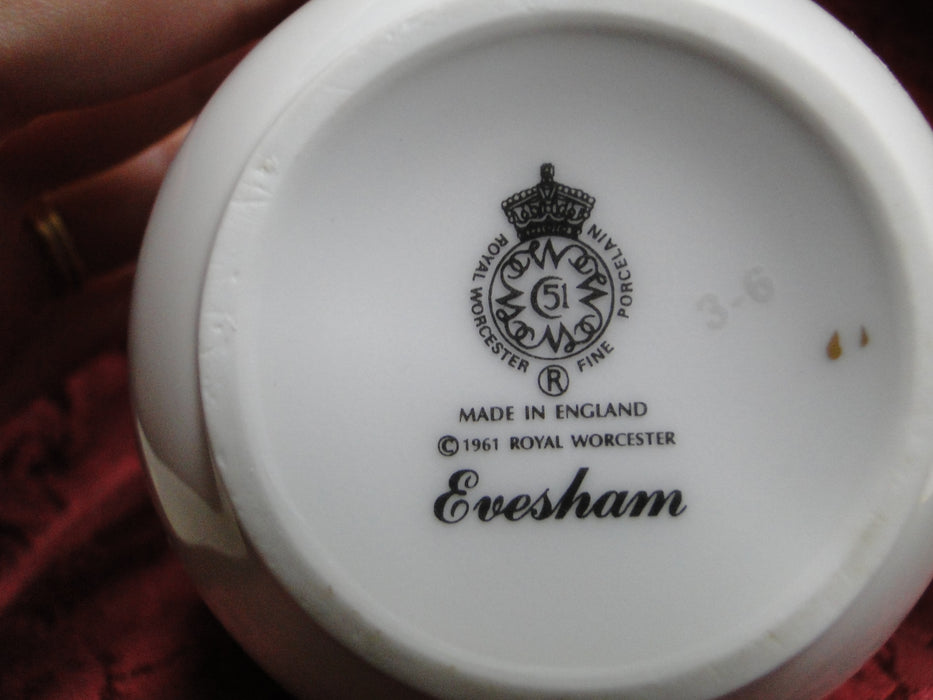 ROYAL WORCESTER FINE PORCELAIN
51
®
MADE IN ENGLAND
© 1961 ROYAL WORCESTER
Evesham
3-6